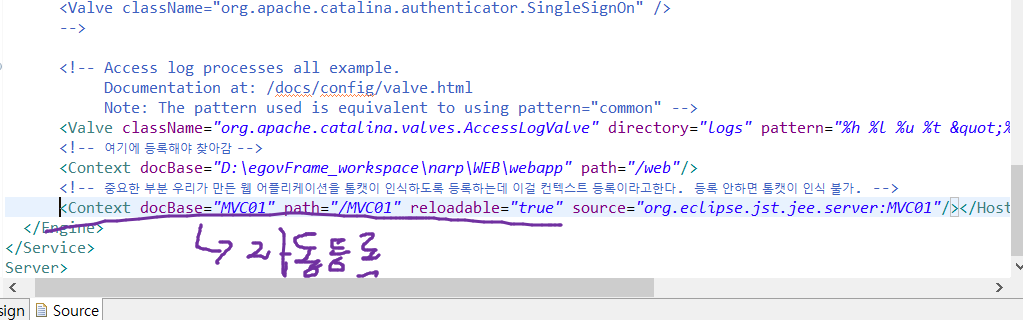 <Valve className="org.apache.catalina.authenticator.SingleSignOn" />
-->
<!-- Access log processes all example.
Documentation at: /docs/config/valve.html
Note: The pattern used is equivalent to using pattern="common" -->
<Valve className="org.apache.catalina.valves.AccessLogValve" directory="logs" pattern="%h %l %u %t &quot;%
<!-- 여기에 등록해야 찾아감 -->
<Context docBase="D:\egovFrame_workspace\narp\WEB\webapp" path="/web"/>
<!-- 중요한 부분 우리가 만든 웹 어플리케이션을 톰캣이 인식하도록 등록하는데 이걸 컨텍스트 등록이라고한다. 등록 안하면 톰캣이 인식 불가. -->
<Context docBase="MVC01" path="/MVC01" reloadable="true" source="org.eclipse.jst.jee.server:MVC01"/></Host
</Engine>
</Service>
Server>
자동등록
sign Source